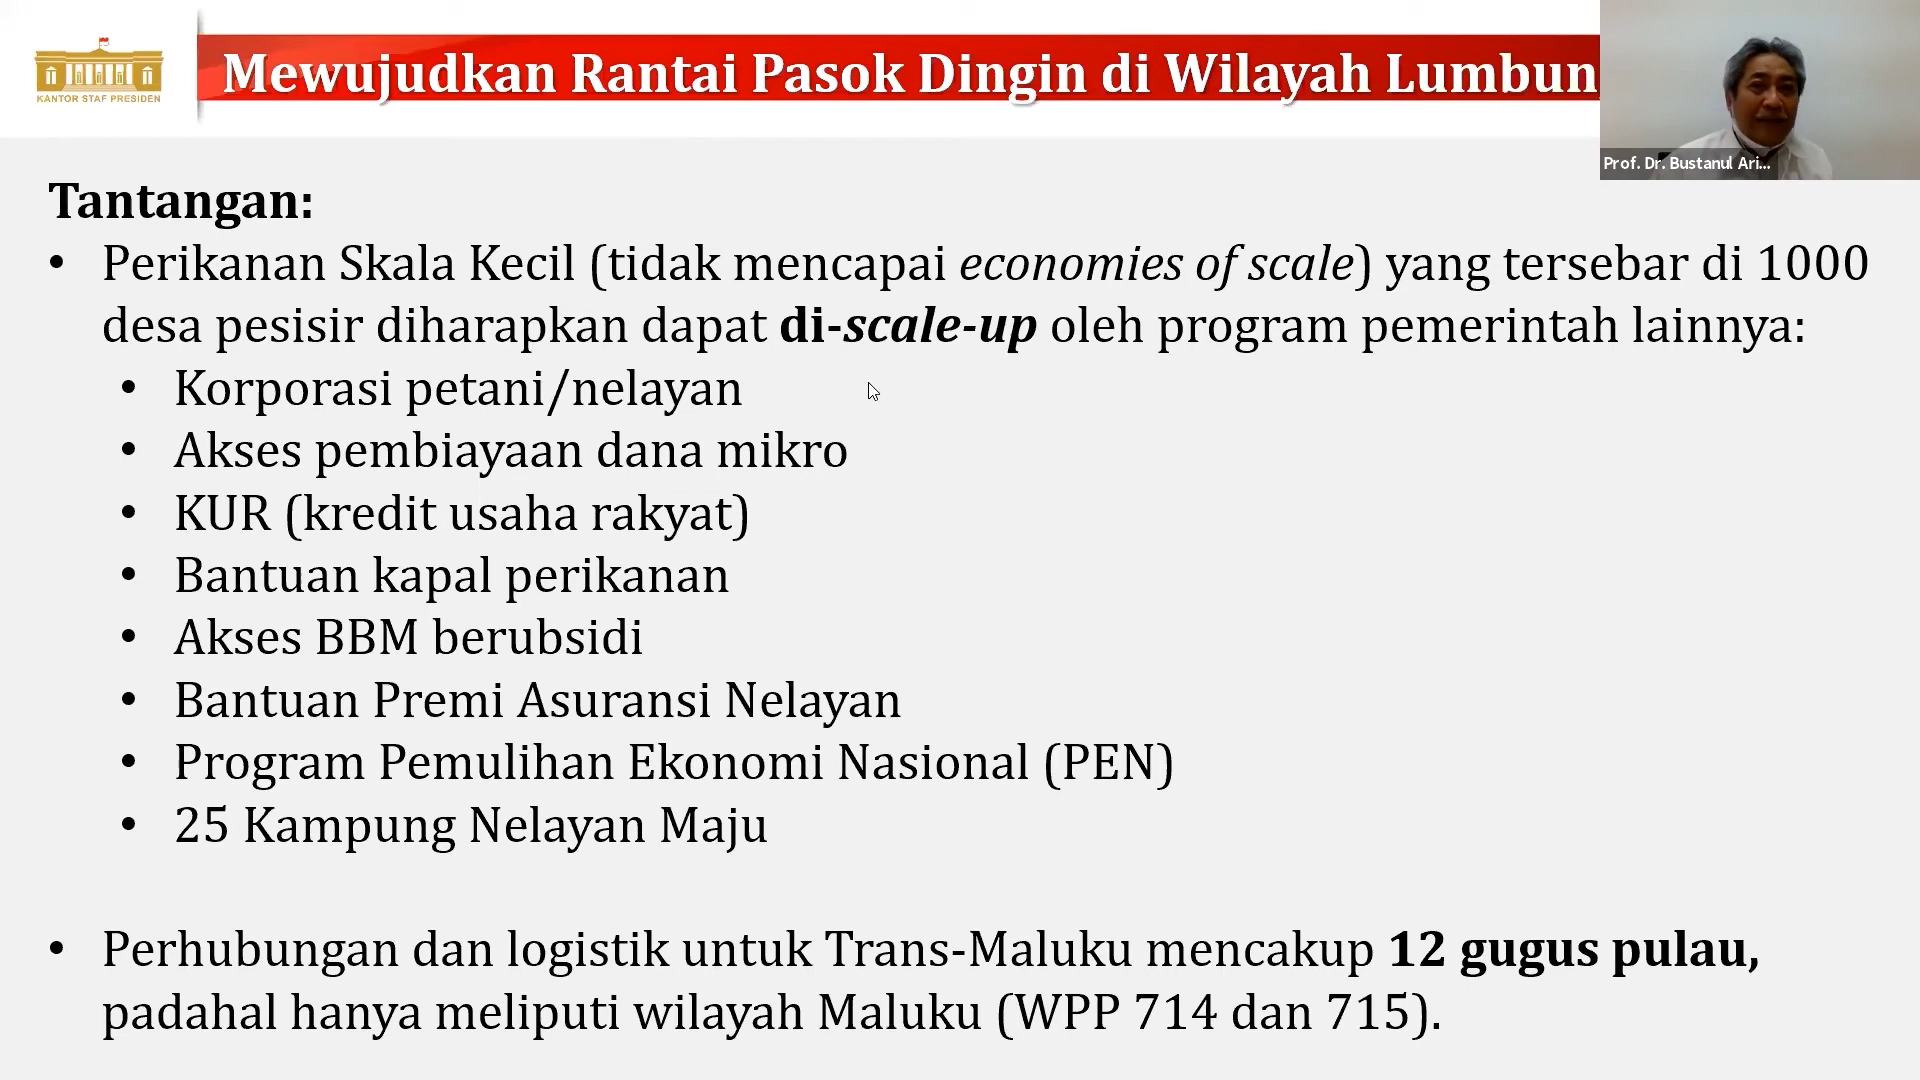 KANTOR STAF PRESIDEN
Mewujudkan Rantai Pasok Dingin di Wilayah Lumbun
Prof. Dr. Bustanul Ari...
Tantangan:
• Perikanan Skala Kecil (tidak mencapai economies of scale) yang tersebar di 1000
desa pesisir diharapkan dapat di-scale-up oleh program pemerintah lainnya:
• Korporasi petani/nelayan
• Akses pembiayaan dana mikro
• KUR (kredit usaha rakyat)
• Bantuan kapal perikanan
• Akses BBM berubsidi
• Bantuan Premi Asuransi Nelayan
• Program Pemulihan Ekonomi Nasional (PEN)
• 25 Kampung Nelayan Maju
• Perhubungan dan logistik untuk Trans-Maluku mencakup 12 gugus pulau,
padahal hanya meliputi wilayah Maluku (WPP 714 dan 715).